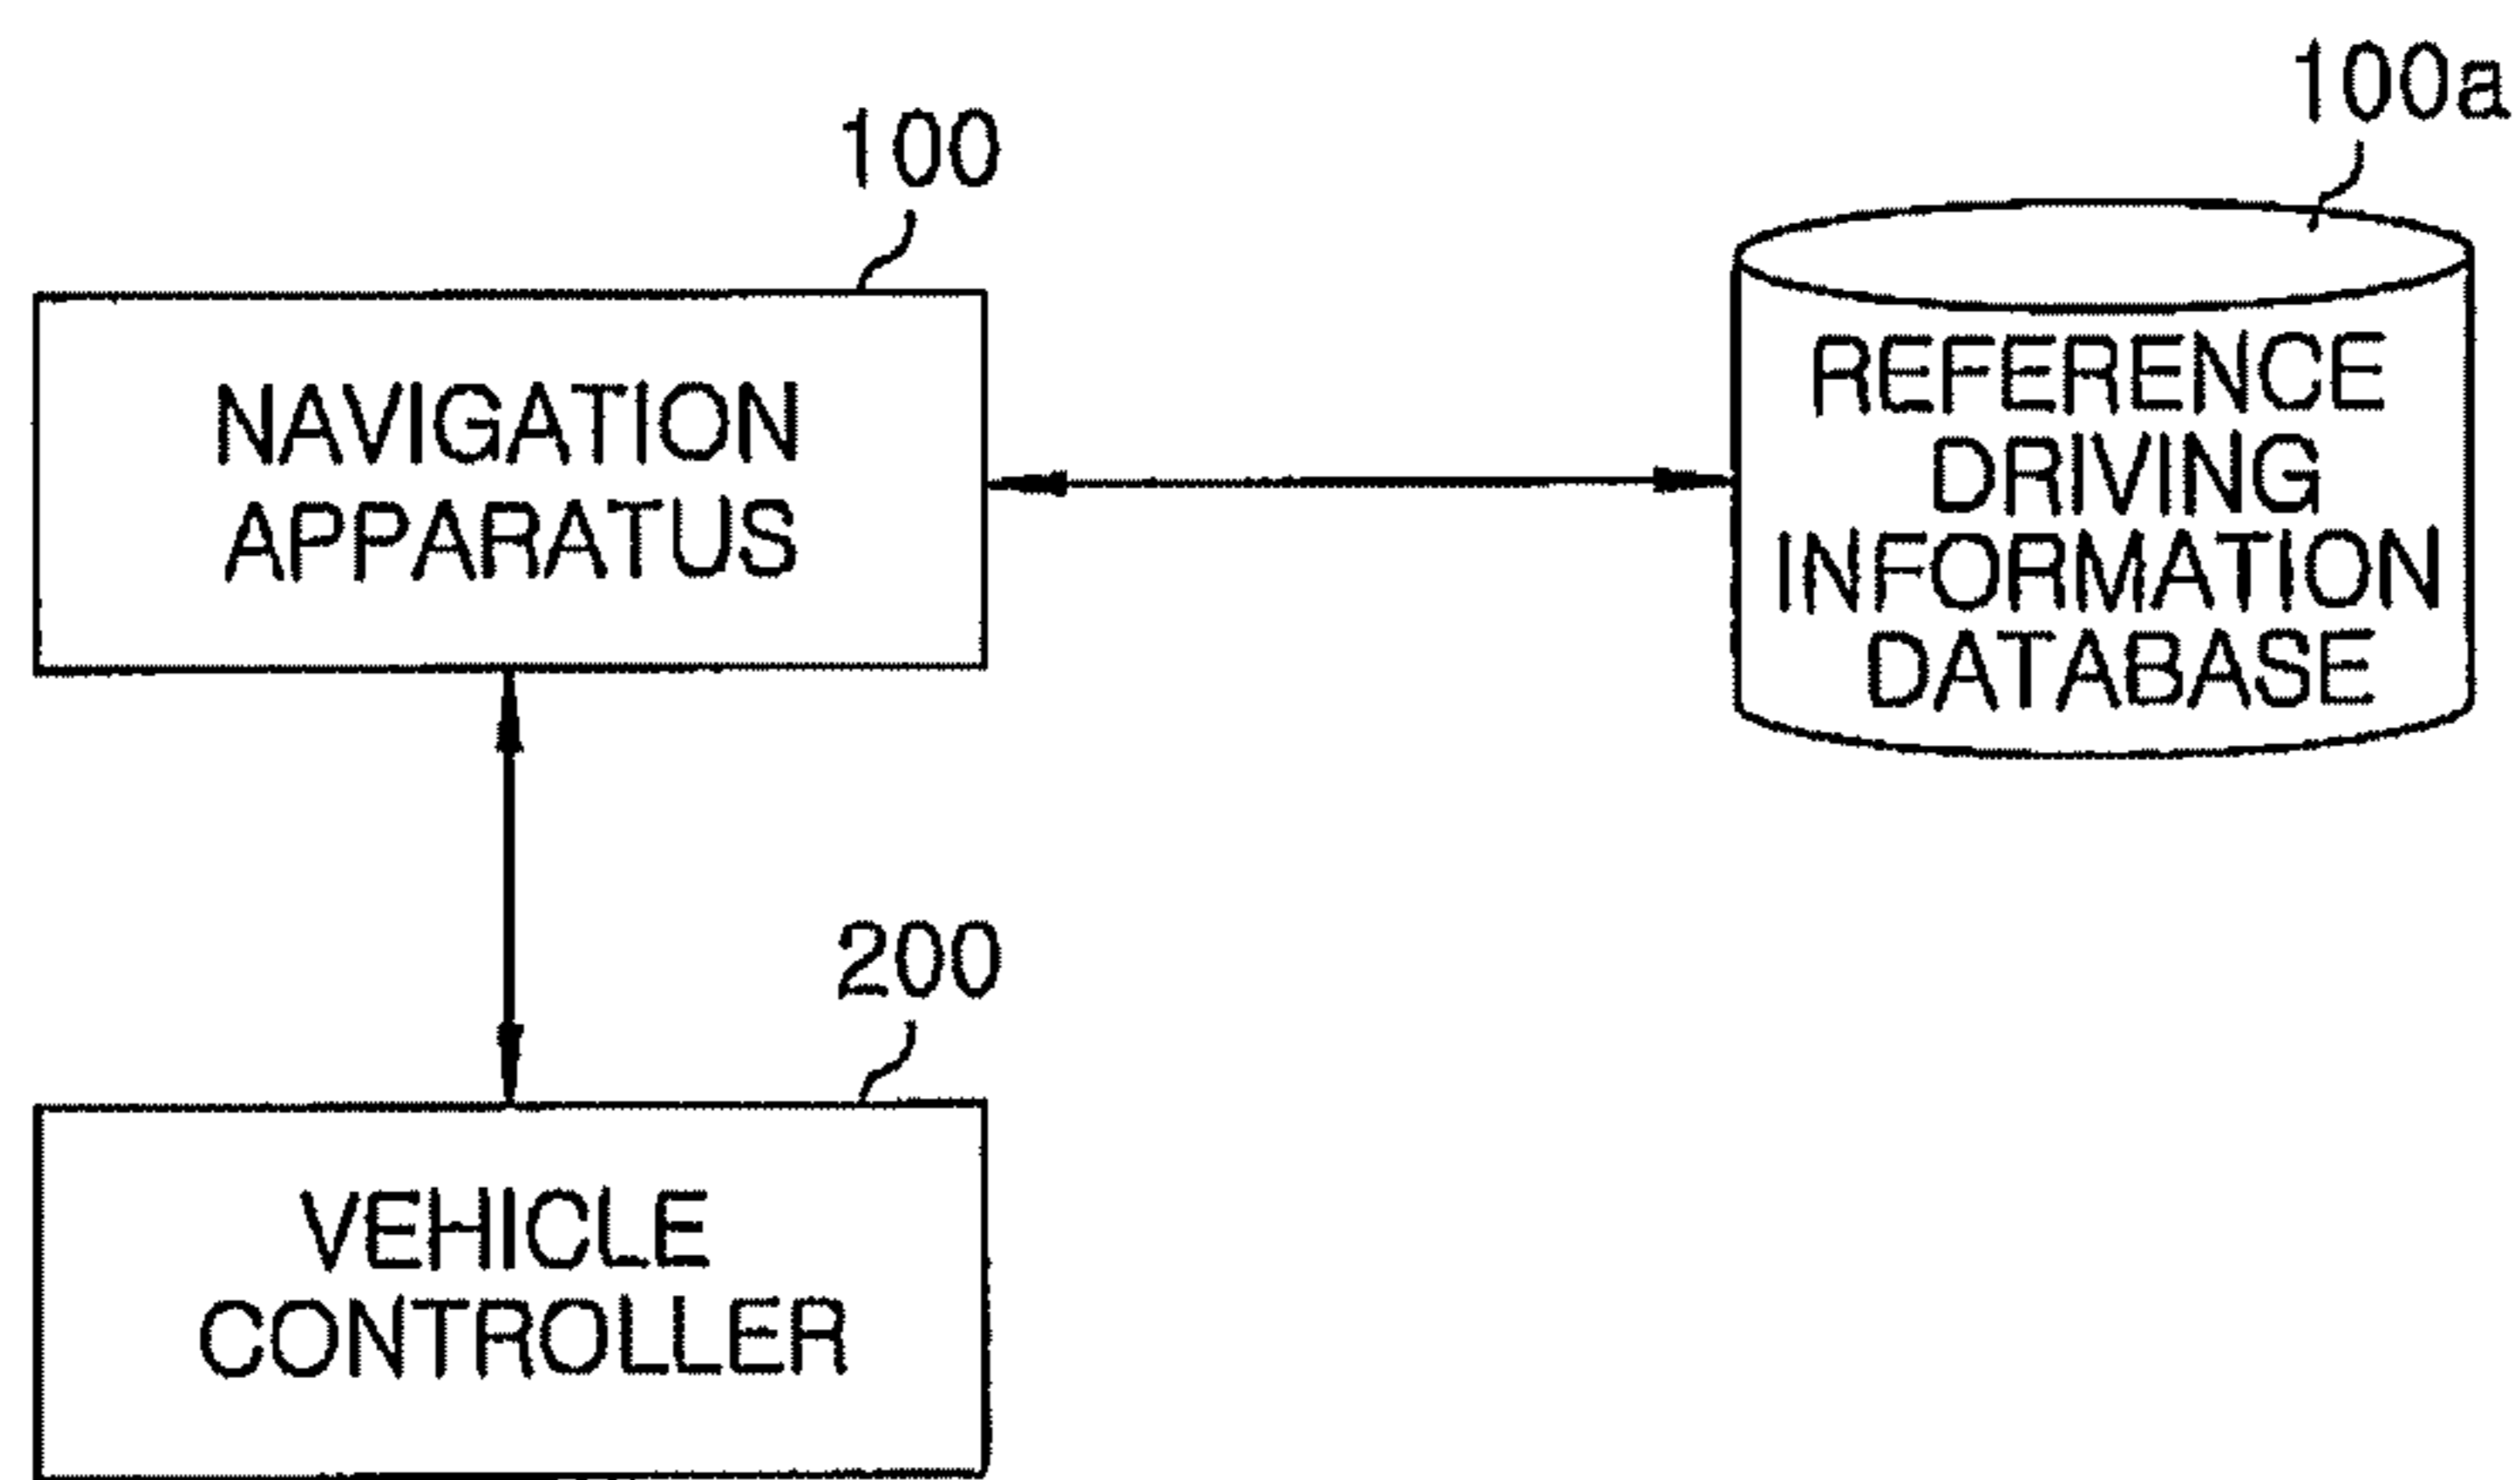 100
100a
NAVIGATION
APPARATUS
REFERENCE
DRIVING
INFORMATION
DATABASE
200
VEHICLE
CONTROLLER